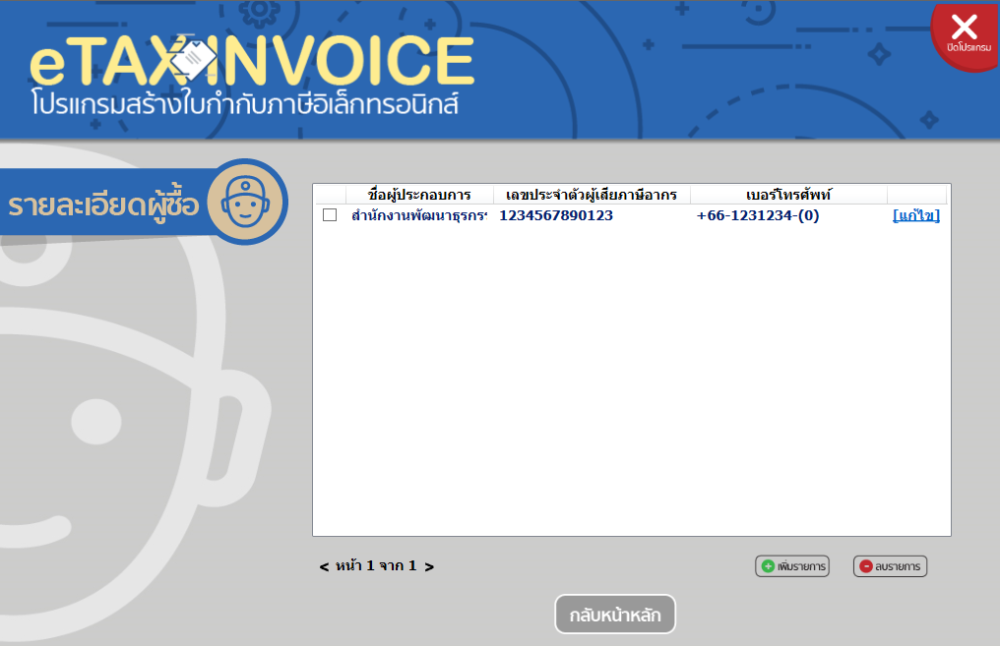 eTAX INVOICE
โปรแกรมสร้างใบกำกับภาษีอิเล็กทรอนิกส์
ปิดโปรแกรม
รายละเอียดผู้ซื้อ
ชื่อผู้ประกอบการ เลขประจำตัวผู้เสียภาษีอากร เบอร์โทรศัพท์
สำนักงานพัฒนาธุรกร 1234567890123 +66-1231234-(0) [แก้ไข]
< หน้า 1 จาก 1 >
เพิ่มรายการ
ลบรายการ
กลับหน้าหลัก